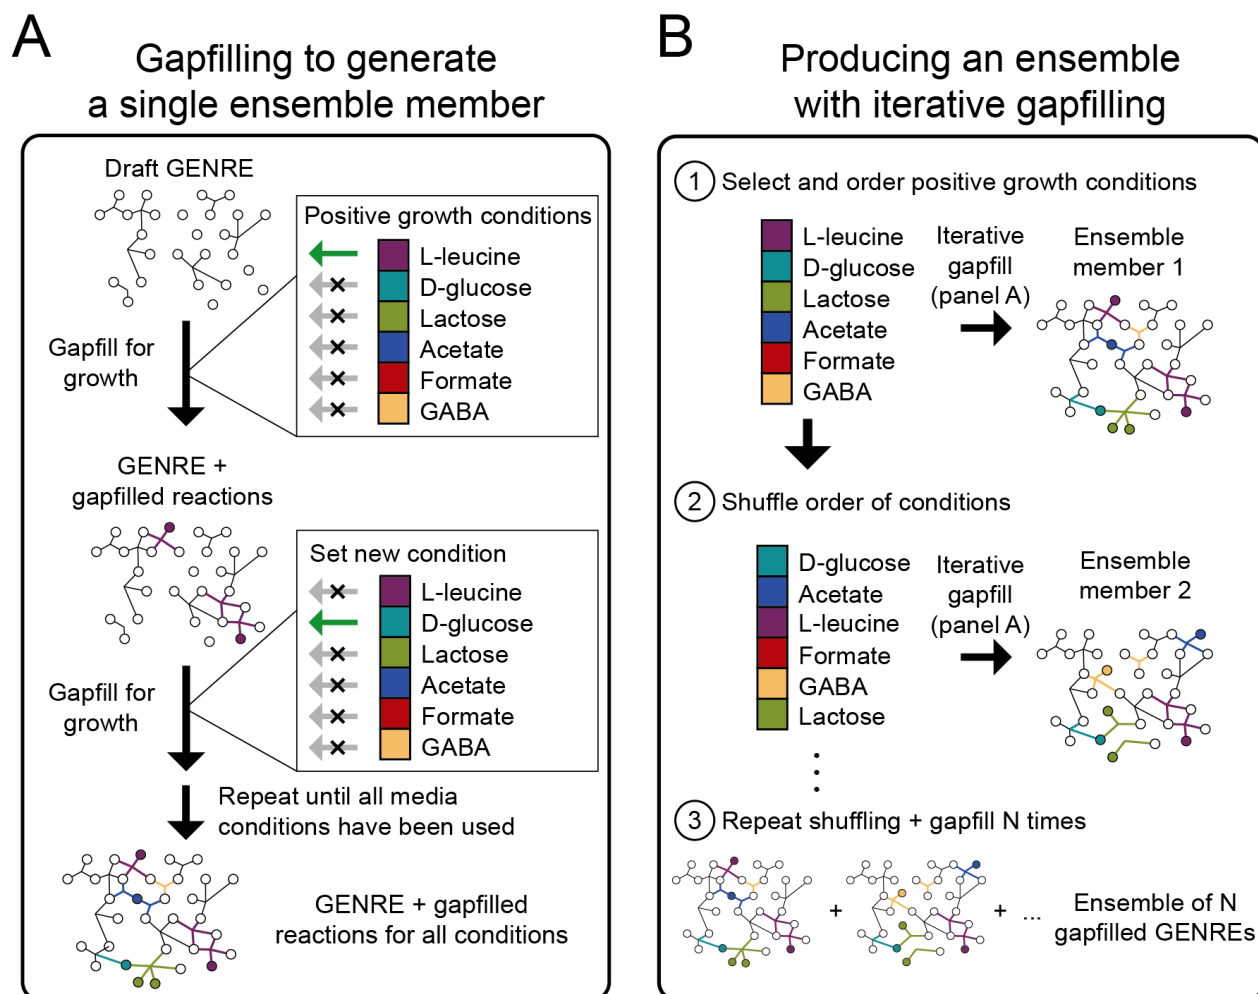 A
Gapfilling to generate
a single ensemble member
Draft GENRE
Positive growth conditions
L-leucine
D-glucose
Lactose
Acetate
Formate
GABA
Gapfill for
growth
GENRE +
gapfilled reactions
Set new condition
L-leucine
D-glucose
Lactose
Acetate
Formate
GABA
Gapfill for
growth
Repeat until all media
conditions have been used
GENRE + gapfilled
reactions for all conditions
B
Producing an ensemble
with iterative gapfilling
1 Select and order positive growth conditions
L-leucine
D-glucose
Lactose
Acetate
Formate
GABA
Iterative
gapfill
(panel A)
Ensemble
member 1
2 Shuffle order of conditions
D-glucose
Acetate
L-leucine
Formate
GABA
Lactose
Iterative
gapfill
(panel A)
Ensemble
member 2
3 Repeat shuffling + gapfill N times
+
+ ...
Ensemble of N
gapfilled GENREs